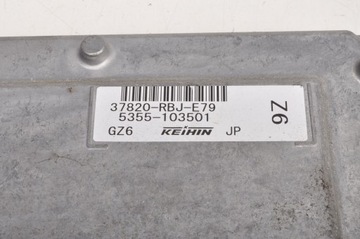 37820-RBJ-E79
5355-103501
GZ6 KEIHIN JP
Z6